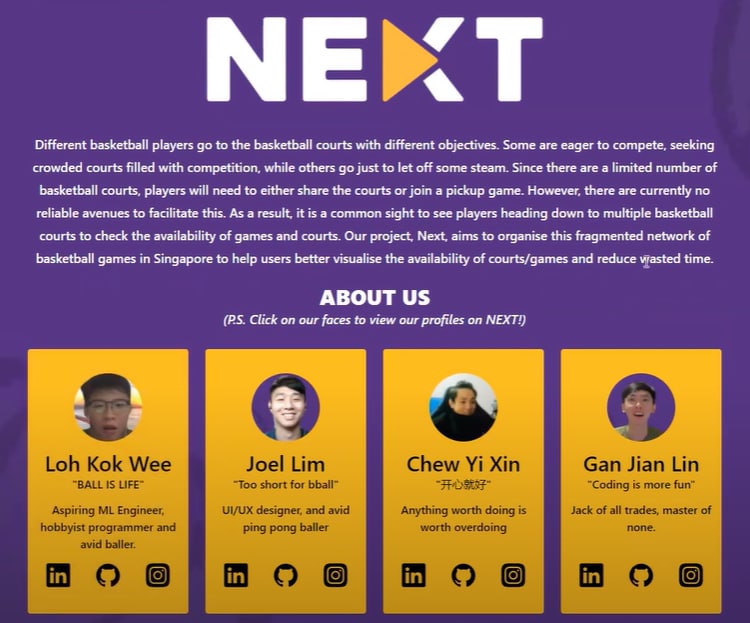 NEXT
Different basketball players go to the basketball courts with different objectives. Some are eager to compete, seeking
crowded courts filled with competition, while others go just to let off some steam. Since there are a limited number of
basketball courts, players will need to either share the courts or join a pickup game. However, there are currently no
reliable avenues to facilitate this. As a result, it is a common sight to see players heading down to multiple basketball
courts to check the availability of games and courts. Our project, Next, aims to organise this fragmented network of
basketball games in Singapore to help users better visualise the availability of courts/games and reduce wasted time.
ABOUT US
(P.S. Click on our faces to view our profiles on NEXT!)
Loh Kok Wee
"BALL IS LIFE"
Aspiring ML Engineer,
hobbyist programmer and
avid baller.
in
Joel Lim
"Too short for bball"
UI/UX designer, and avid
ping pong baller
in
Chew Yi Xin
"开心就好"
Anything worth doing is
worth overdoing
in
Gan Jian Lin
"Coding is more fun"
Jack of all trades, master of
none.
in